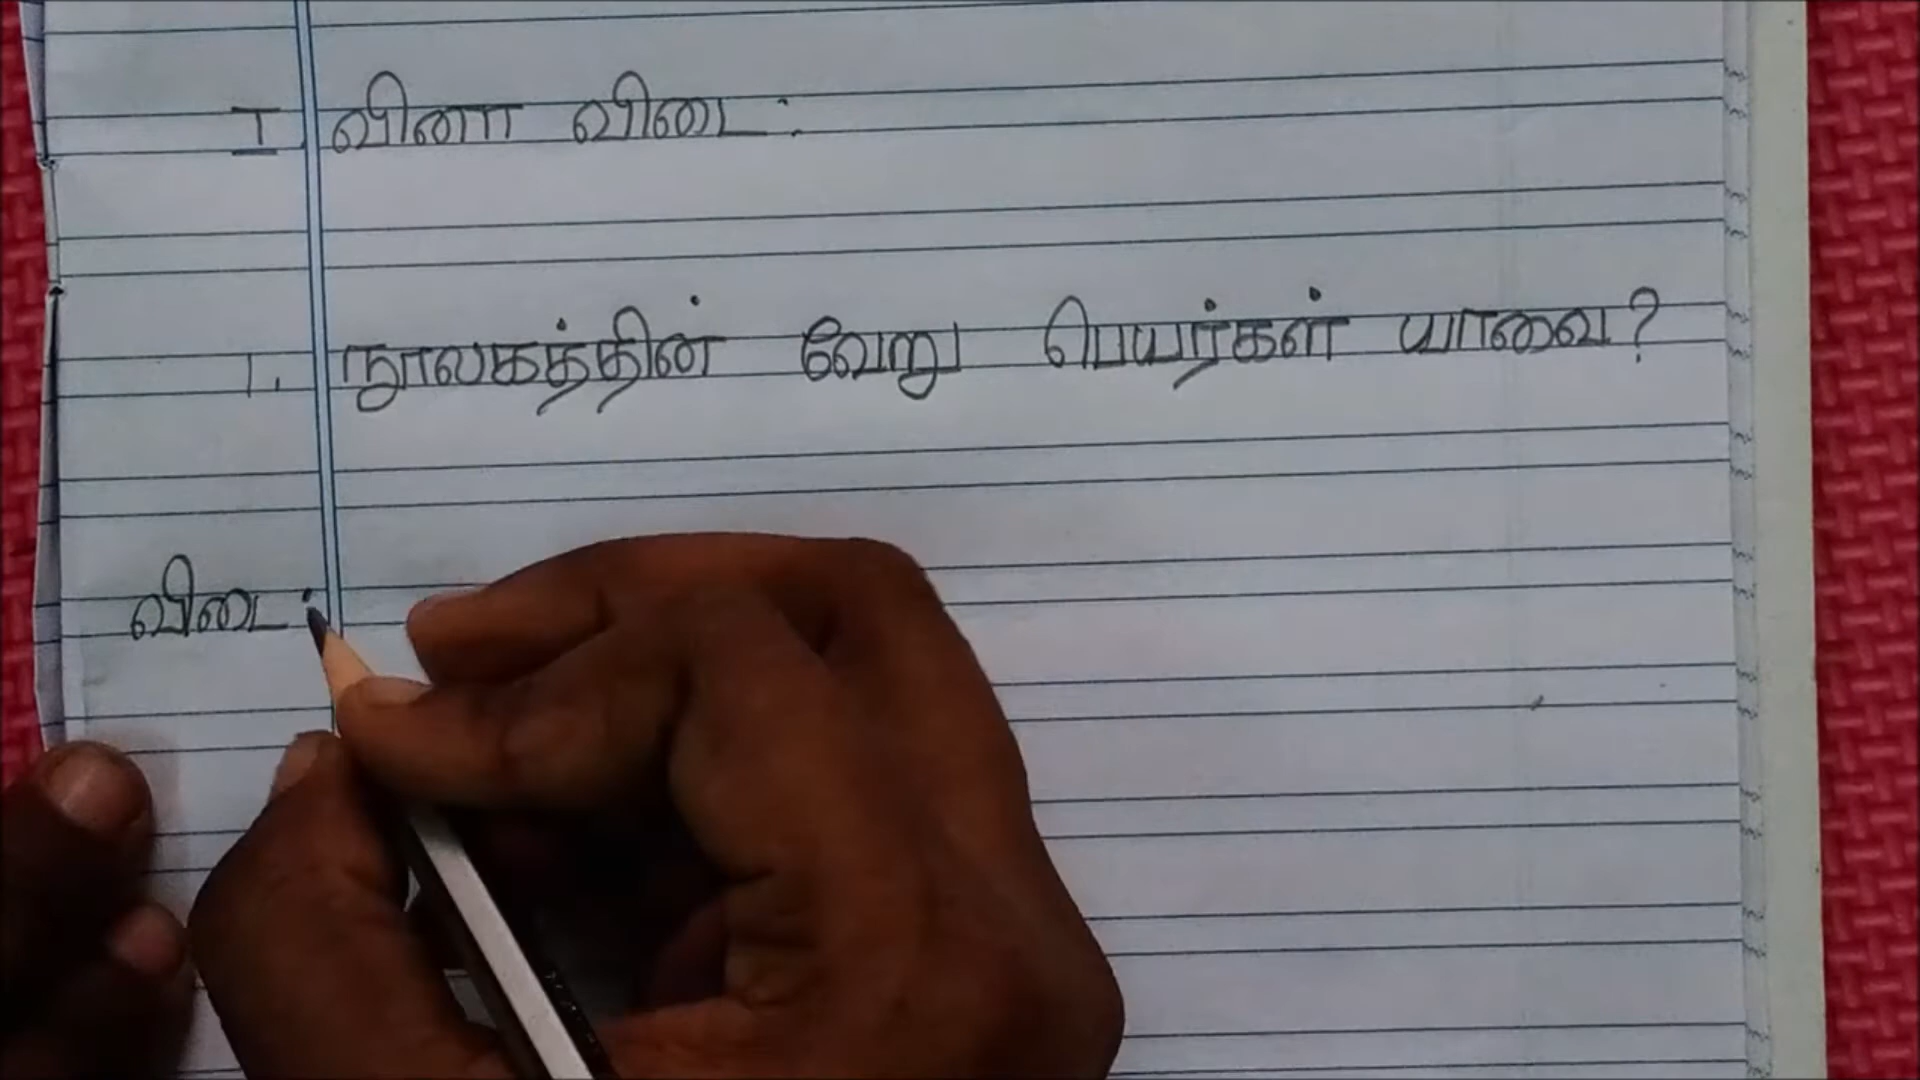 I. வினா விடை :
1. நூலகத்தின் வேறு பெயர்கள் யாவை?
விடை :